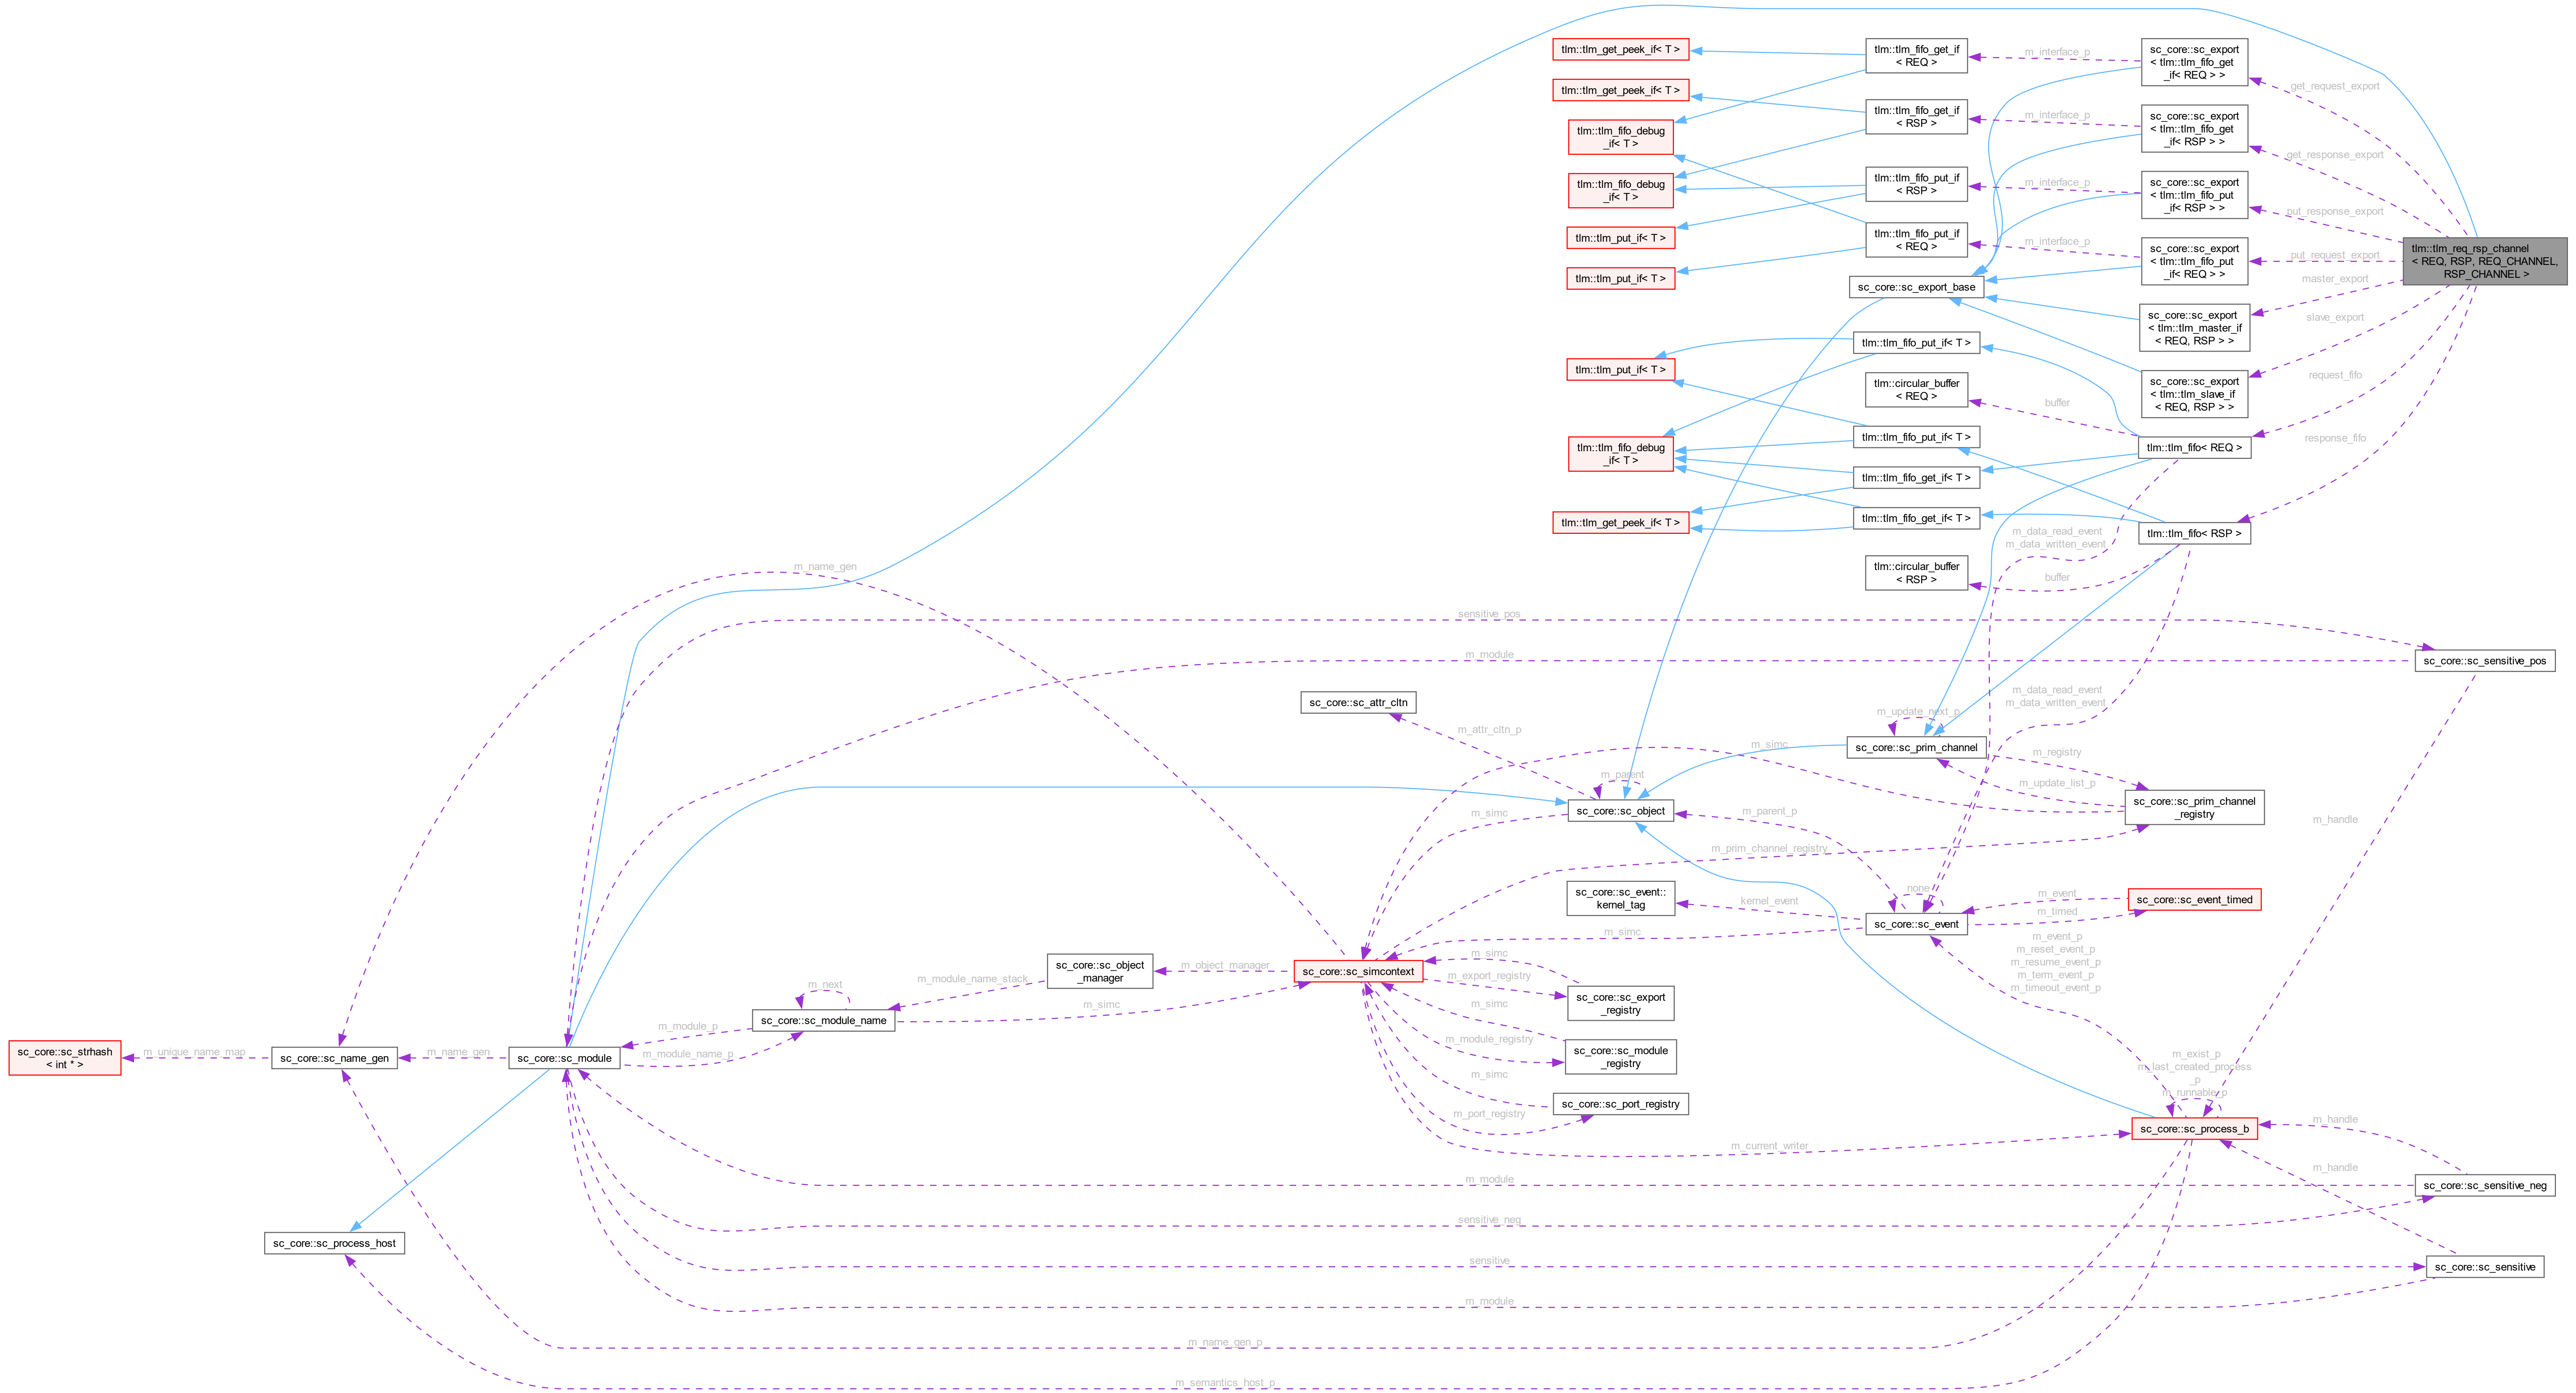 tlm::tlm_get_peek_if< T >
tlm::tlm_fifo_get_if
< REQ >
m_interface_p
sc_core::sc_export
< tlm::tlm_fifo_get
_if< REQ > >
get_request_export
tlm::tlm_get_peek_if< T >
tlm::tlm_fifo_get_if
< RSP >
m_interface_p
sc_core::sc_export
< tlm::tlm_fifo_get
_if< RSP > >
get_response_export
tlm::tlm_fifo_debug
_if< T >
tlm::tlm_fifo_debug
_if< T >
tlm::tlm_fifo_put_if
< RSP >
m_interface_p
sc_core::sc_export
< tlm::tlm_fifo_put
_if< RSP > >
put_response_export
tlm::tlm_put_if< T >
tlm::tlm_fifo_put_if
< REQ >
m_interface_p
sc_core::sc_export
< tlm::tlm_fifo_put
_if< REQ > >
put_request_export
tlm::tlm_req_rsp_channel
< REQ, RSP, REQ_CHANNEL,
RSP_CHANNEL >
tlm::tlm_put_if< T >
sc_core::sc_export_base
master_export
sc_core::sc_export
< tlm::tlm_master_if
< REQ, RSP > >
slave_export
tlm::tlm_fifo_put_if< T >
tlm::tlm_put_if< T >
tlm::circular_buffer
< REQ >
buffer
sc_core::sc_export
< tlm::tlm_slave_if
< REQ, RSP > >
request_fifo
tlm::tlm_fifo_debug
_if< T >
tlm::tlm_fifo_put_if< T >
tlm::tlm_fifo< REQ >
response_fifo
tlm::tlm_fifo_get_if< T >
tlm::tlm_get_peek_if< T >
tlm::tlm_fifo_get_if< T >
m_data_read_event
m_data_written_event
tlm::tlm_fifo< RSP >
tlm::circular_buffer
< RSP >
buffer
m_name_gen
sensitive_pos
m_module
sc_core::sc_sensitive_pos
sc_core::sc_attr_cltn
m_attr_cltn_p
m_data_read_event
m_data_written_event
m_update_next_p
m_simc
sc_core::sc_prim_channel
m_registry
m_update_list_p
m_parent
sc_core::sc_object
m_simc
m_parent_p
sc_core::sc_prim_channel
_registry
m_handle
m_prim_channel_registry
sc_core::sc_event::
kernel_tag
kernel_event
none
sc_core::sc_event
m_event
m_timed
sc_core::sc_event_timed
m_simc
m_event_p
m_reset_event_p
m_resume_event_p
m_term_event_p
m_timeout_event_p
sc_core::sc_object
_manager
m_object_manager
sc_core::sc_simcontext
m_simc
m_export_registry
sc_core::sc_export
_registry
m_module_name_stack
m_next
sc_core::sc_module_name
m_simc
m_simc
m_module_registry
sc_core::sc_module
_registry
sc_core::sc_strhash
< int * >
m_unique_name_map
sc_core::sc_name_gen
m_name_gen
sc_core::sc_module
m_module_p
m_module_name_p
m_simc
m_port_registry
sc_core::sc_port_registry
m_exist_p
m_last_created_process
_p
m_runnable_p
sc_core::sc_process_b
m_current_writer
m_handle
m_handle
m_module
sc_core::sc_sensitive_neg
sensitive_neg
sc_core::sc_process_host
sensitive
sc_core::sc_sensitive
m_module
m_name_gen_p
m_semantics_host_p